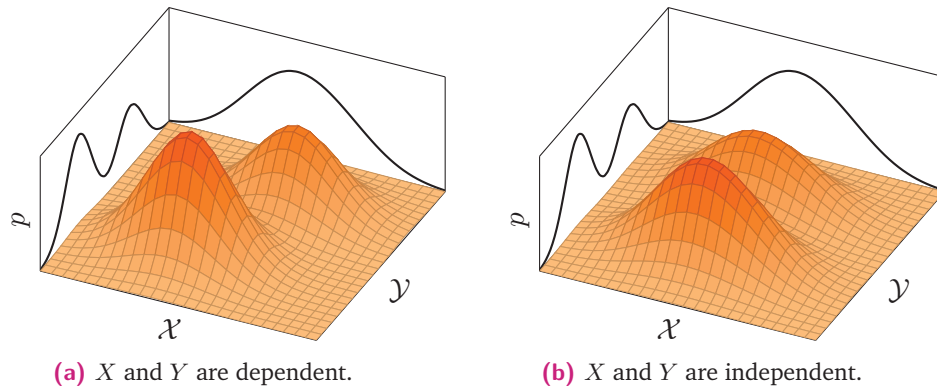 p
𝒳
𝒴
(a) X and Y are dependent.
p
𝒳
𝒴
(b) X and Y are independent.